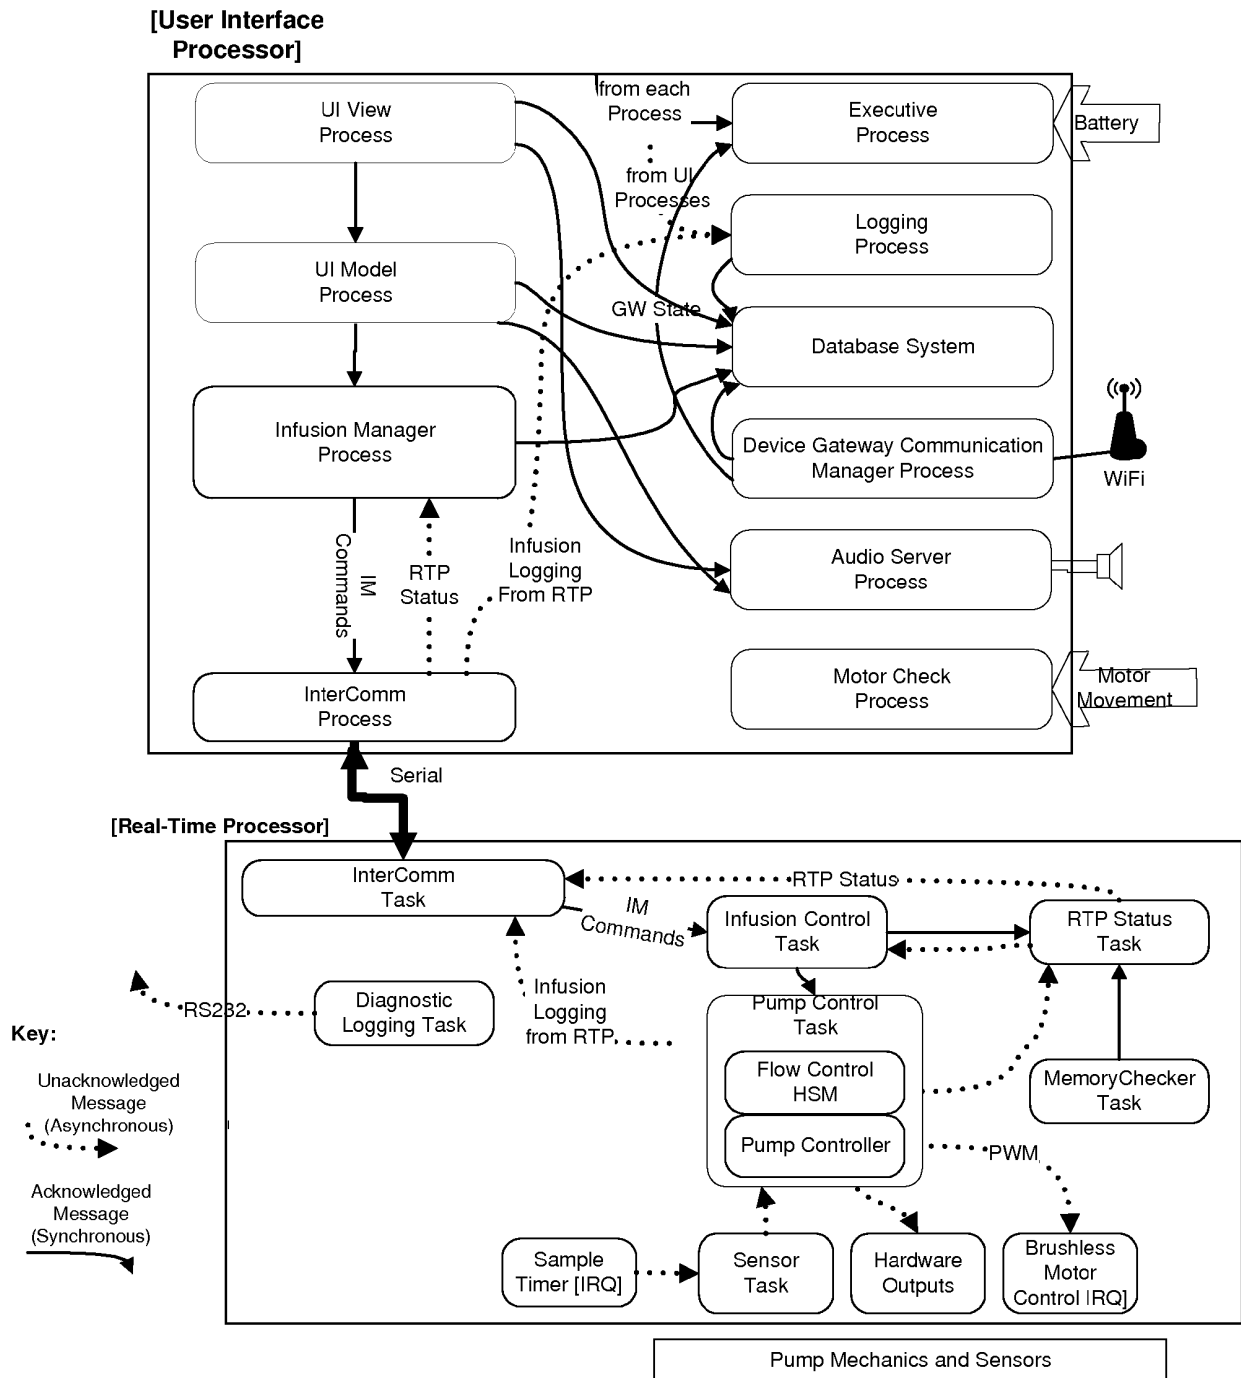 [User Interface
Processor]
UI View
Process
from each
Process
Executive
Process
Battery
from UI
Processes
Logging
Process
UI Model
Process
GW State
Database System
Infusion Manager
Process
Device Gateway Communication
Manager Process
WiFi
IM
Commands
RTP
Status
Infusion
Logging
From RTP
Audio Server
Process
InterComm
Process
Motor Check
Process
Motor
Movement
Serial
[Real-Time Processor]
InterComm
Task
RTP Status
IM
Commands
Infusion Control
Task
RTP Status
Task
RS232
Diagnostic
Logging Task
Infusion
Logging
from RTP
Pump Control
Task
Flow Control
HSM
Pump Controller
MemoryChecker
Task
Key:
Unacknowledged
Message
(Asynchronous)
PWM
Acknowledged
Message
(Synchronous)
Sample
Timer [IRQ]
Sensor
Task
Hardware
Outputs
Brushless
Motor
Control IRQ]
Pump Mechanics and Sensors